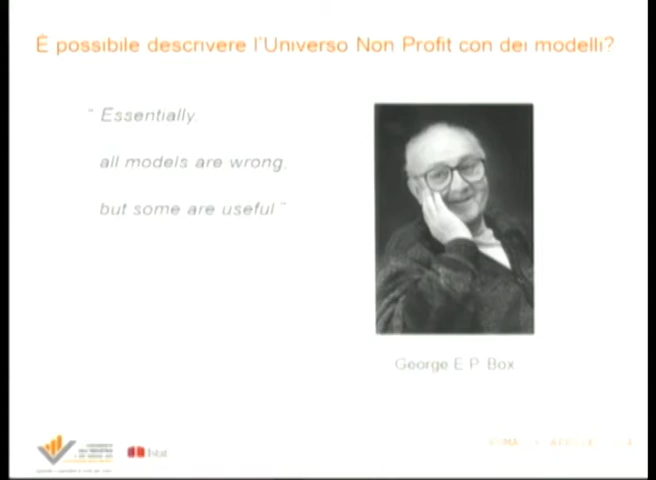 È possibile descrivere l'Universo Non Profit con dei modelli?
“ Essentially,
all models are wrong,
but some are useful ”
George E P Box
Istat